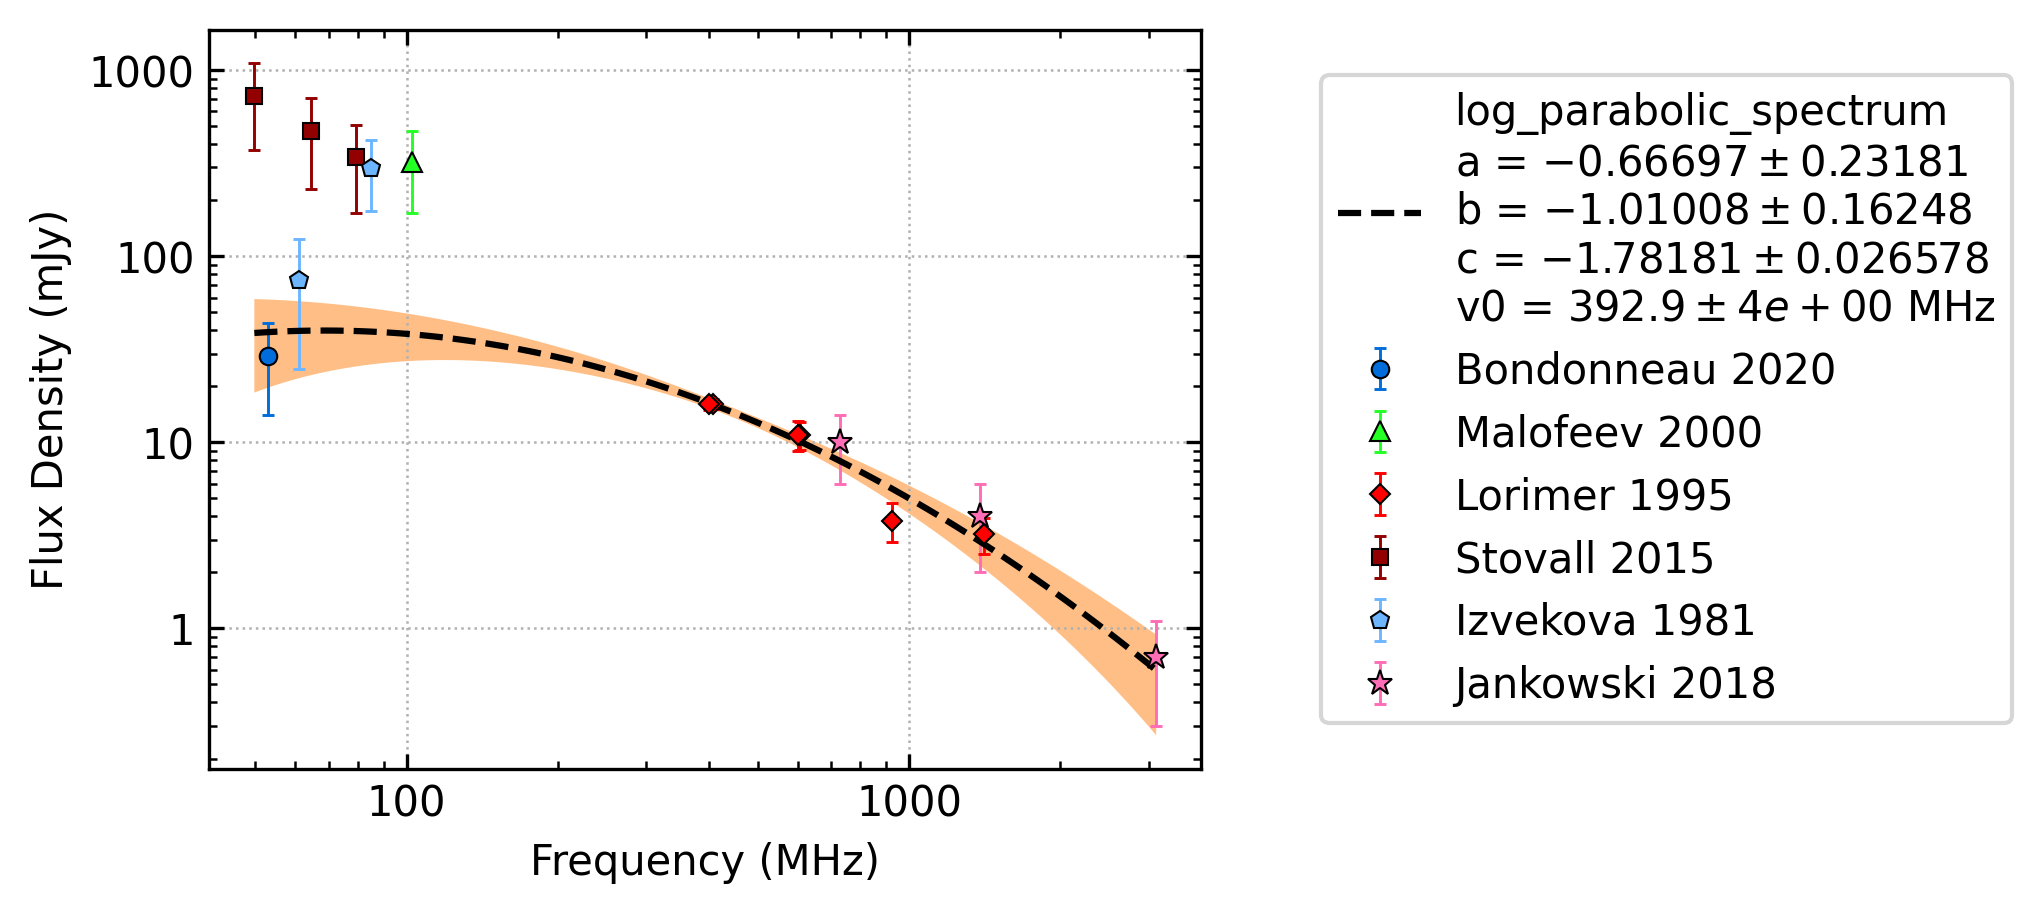 1000
100
10
1
Flux Density (mJy)
100
1000
Frequency (MHz)
log_parabolic_spectrum
a = −0.66697 ± 0.23181
b = −1.01008 ± 0.16248
c = −1.78181 ± 0.026578
v0 = 392.9 ± 4e + 00 MHz
Bondonneau 2020
Malofeev 2000
Lorimer 1995
Stovall 2015
Izvekova 1981
Jankowski 2018